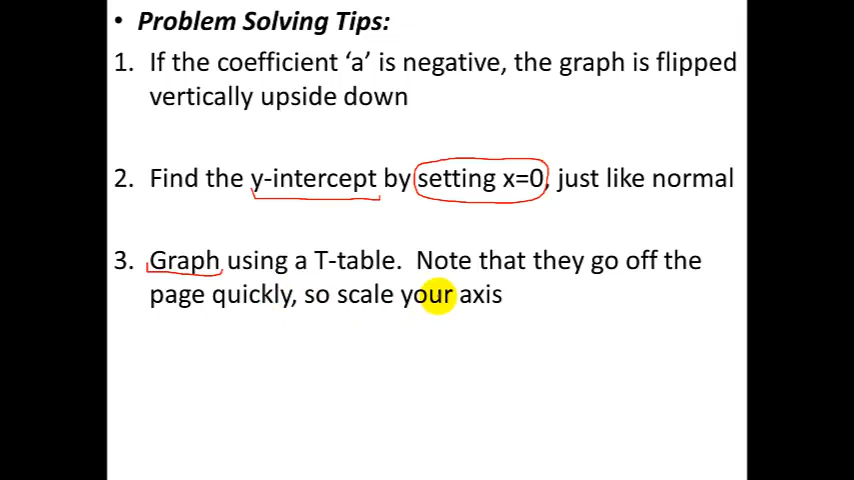 • Problem Solving Tips:
1. If the coefficient ‘a’ is negative, the graph is flipped
vertically upside down
2. Find the y-intercept by setting x=0, just like normal
3. Graph using a T-table. Note that they go off the
page quickly, so scale your axis